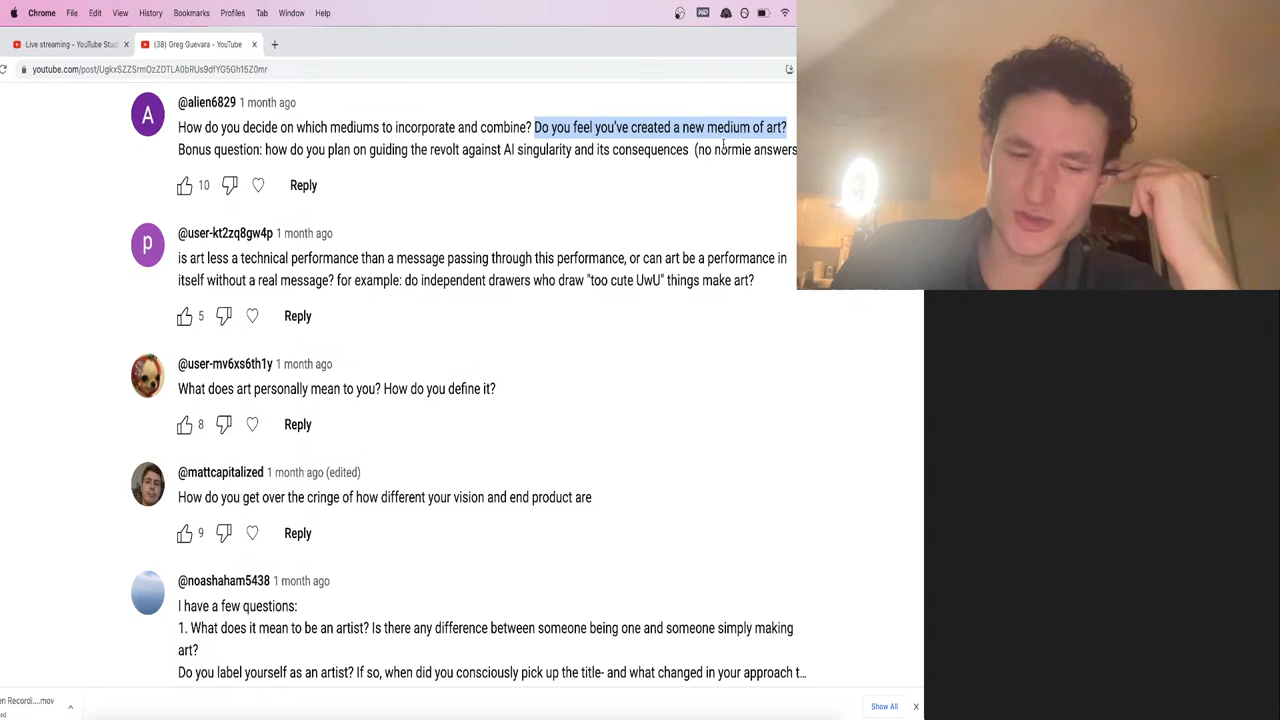 Chrome File Edit View History Bookmarks Profiles Tab Window Help
Live streaming - YouTube Stud
(38) Greg Guevara - YouTube
youtube.com/post/UgkxSZZSrmOzZDTLA0bRUs9dfYG5Gh15Z0mr
@alien6829 1 month ago
How do you decide on which mediums to incorporate and combine? Do you feel you've created a new medium of art?
Bonus question: how do you plan on guiding the revolt against AI singularity and its consequences (no normie answers
10 Reply
@user-kt2zq8gw4p 1 month ago
is art less a technical performance than a message passing through this performance, or can art be a performance in
itself without a real message? for example: do independent drawers who draw "too cute UwU" things make art?
5 Reply
@user-mv6xs6th1y 1 month ago
What does art personally mean to you? How do you define it?
8 Reply
@mattcapitalized 1 month ago (edited)
How do you get over the cringe of how different your vision and end product are
9 Reply
@noashaham5438 1 month ago
I have a few questions:
1. What does it mean to be an artist? Is there any difference between someone being one and someone simply making
art?
Do you label yourself as an artist? If so, when did you consciously pick up the title- and what changed in your approach t...
en Recordi....mov
Show All